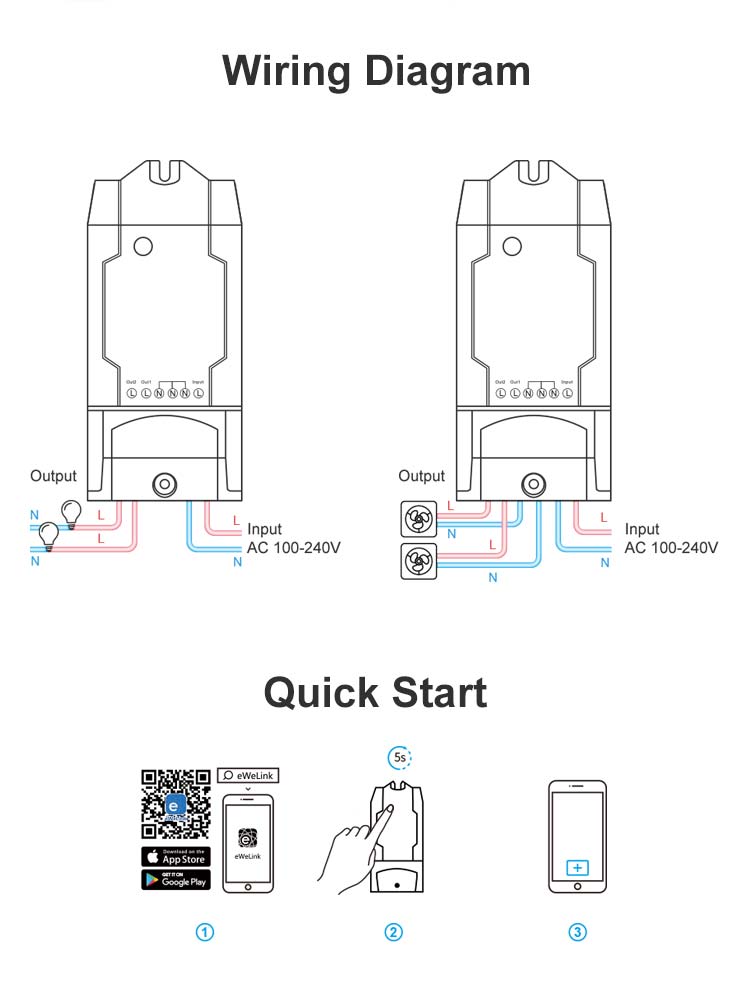 Wiring Diagram
Out2 Out1 Input
L L N N N L
Out2 Out1 Input
L L N N N L
Output
N
L
L
N
L
Input
AC 100-240V
N
Output
L
N
L
N
L
Input
AC 100-240V
N
Quick Start
5s
eWeLink
e
eWeLink
Download on the
App Store
GET IT ON
Google Play
1
2
3